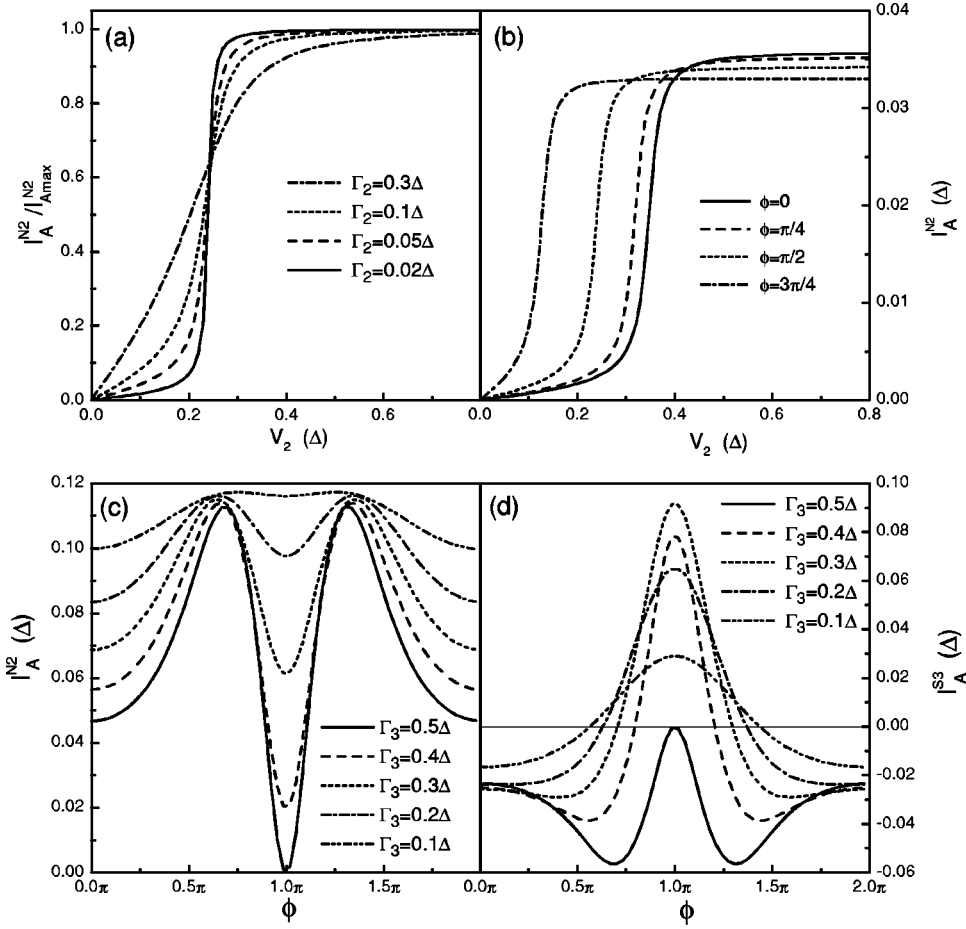 (a)
1.0
0.8
0.6
0.4
0.2
0.0
I_A^{N2} / I_{Amax}^{N2}
Γ₂=0.3Δ
Γ₂=0.1Δ
Γ₂=0.05Δ
Γ₂=0.02Δ
0.0 0.2 0.4 0.6
V₂ (Δ)
(b)
0.04
0.03
0.02
0.01
0.00
I_A^{N2} (Δ)
ϕ=0
ϕ=π/4
ϕ=π/2
ϕ=3π/4
0.0 0.2 0.4 0.6 0.8
V₂ (Δ)
(c)
0.12
0.10
0.08
0.06
0.04
0.02
0.00
I_A^{N2} (Δ)
Γ₃=0.5Δ
Γ₃=0.4Δ
Γ₃=0.3Δ
Γ₃=0.2Δ
Γ₃=0.1Δ
0.0π 0.5π 1.0π 1.5π
ϕ
(d)
0.10
0.08
0.06
0.04
0.02
0.00
-0.02
-0.04
-0.06
I_A^{S3} (Δ)
Γ₃=0.5Δ
Γ₃=0.4Δ
Γ₃=0.3Δ
Γ₃=0.2Δ
Γ₃=0.1Δ
0.0π 0.5π 1.0π 1.5π 2.0π
ϕ